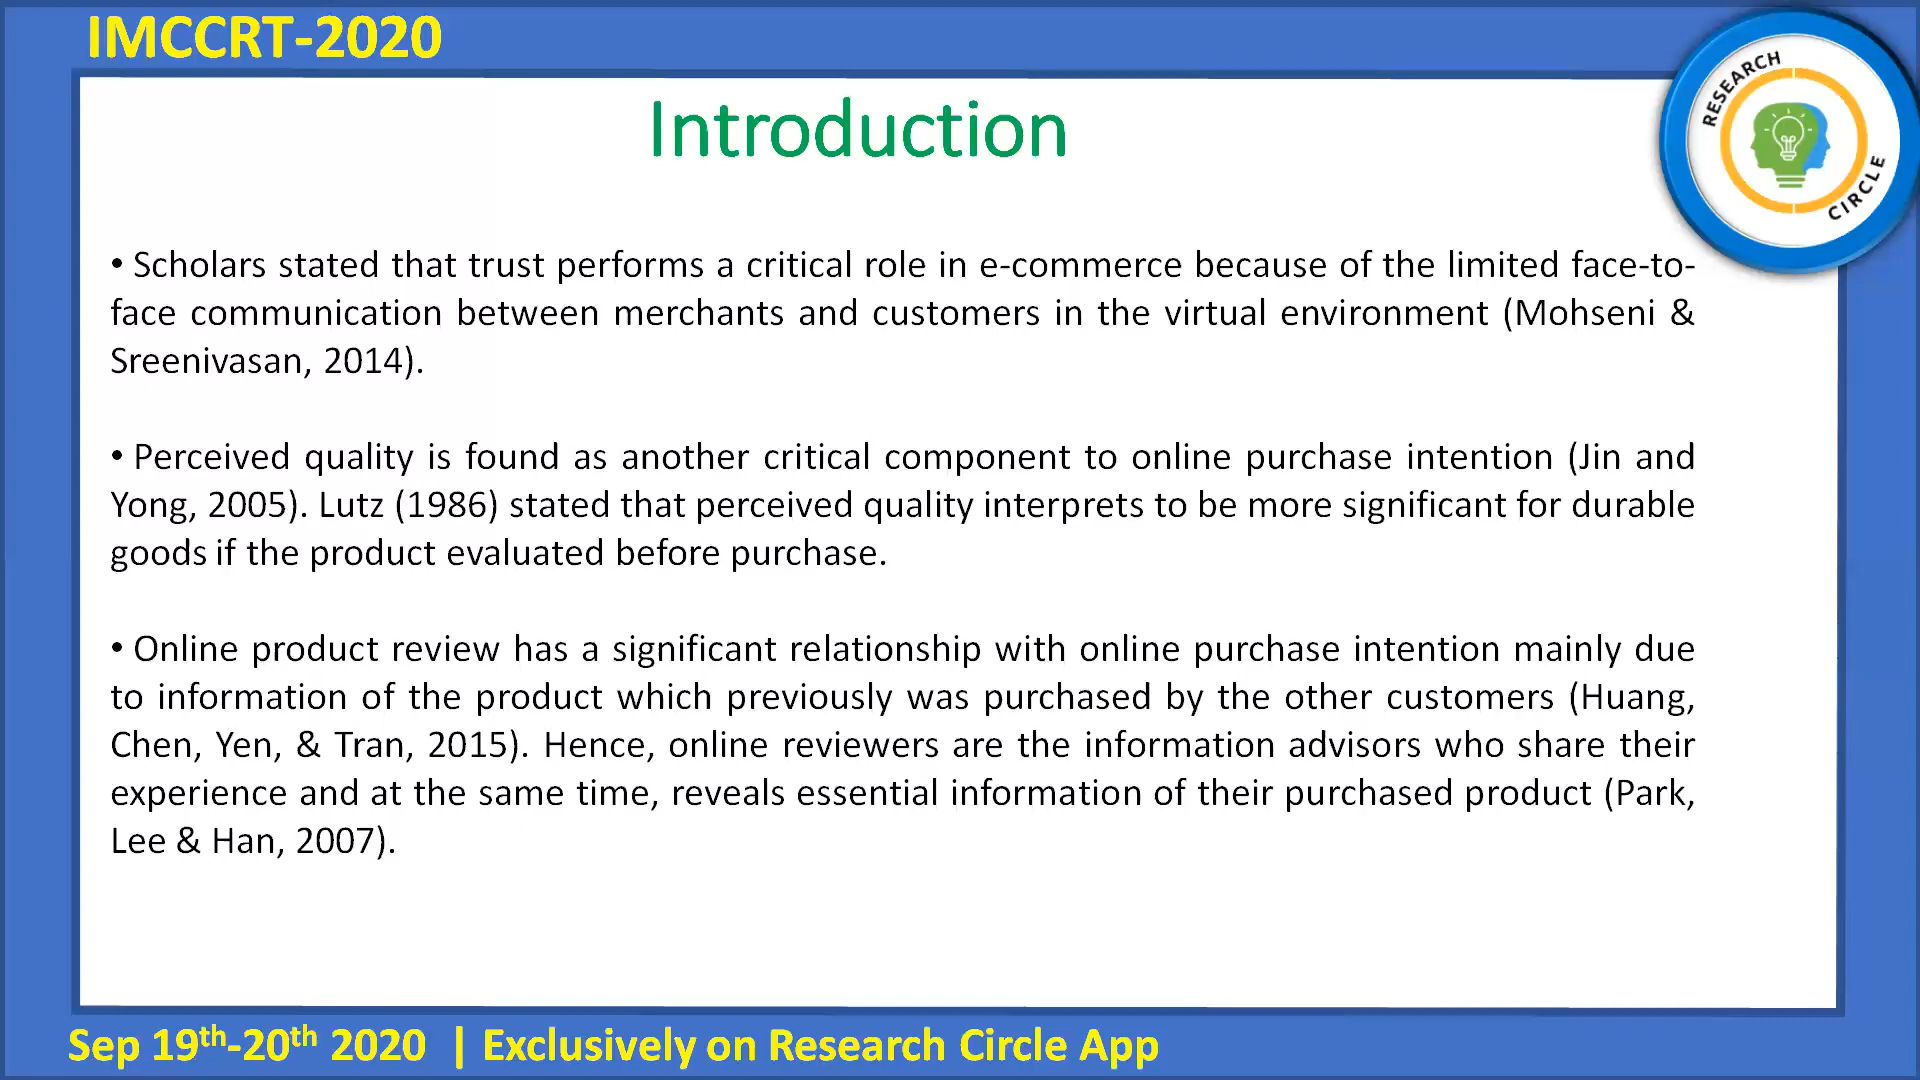 IMCCRT-2020
RESEARCH
CIRCLE
Introduction
• Scholars stated that trust performs a critical role in e-commerce because of the limited face-to-
face communication between merchants and customers in the virtual environment (Mohseni &
Sreenivasan, 2014).
• Perceived quality is found as another critical component to online purchase intention (Jin and
Yong, 2005). Lutz (1986) stated that perceived quality interprets to be more significant for durable
goods if the product evaluated before purchase.
• Online product review has a significant relationship with online purchase intention mainly due
to information of the product which previously was purchased by the other customers (Huang,
Chen, Yen, & Tran, 2015). Hence, online reviewers are the information advisors who share their
experience and at the same time, reveals essential information of their purchased product (Park,
Lee & Han, 2007).
Sep 19th-20th 2020 | Exclusively on Research Circle App